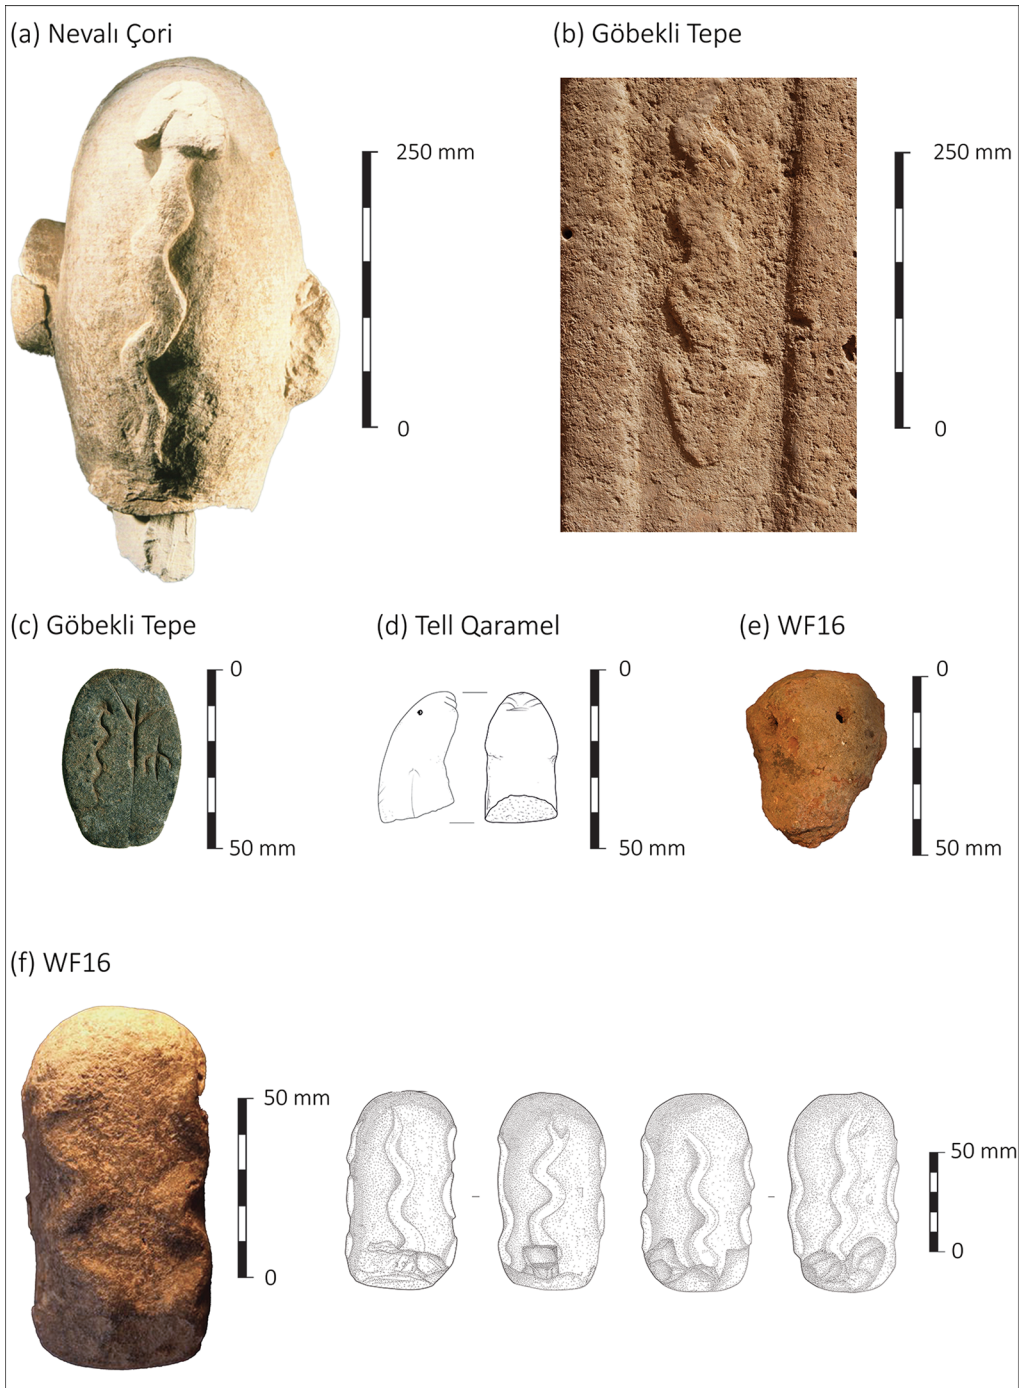 (a) Nevalı Çori
(b) Göbekli Tepe
250 mm
0
250 mm
0
(c) Göbekli Tepe
0
50 mm
(d) Tell Qaramel
0
50 mm
(e) WF16
0
50 mm
(f) WF16
50 mm
0
50 mm
0